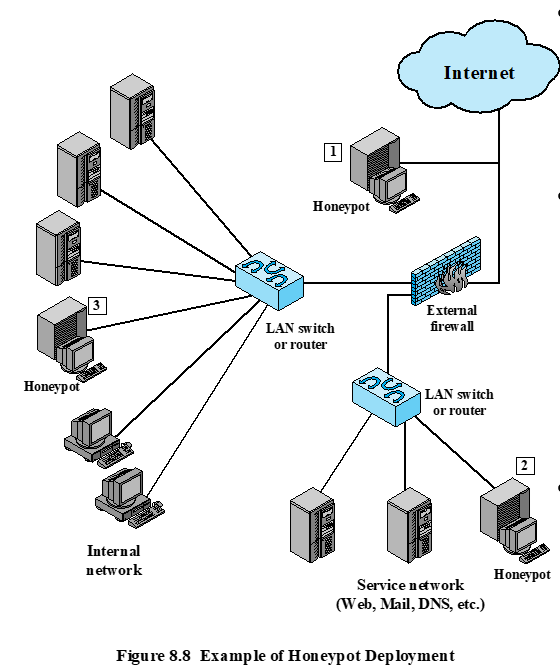 Internet
1
Honeypot
3
LAN switch
or router
External
firewall
Honeypot
LAN switch
or router
2
Internal
network
Honeypot
Service network
(Web, Mail, DNS, etc.)
Figure 8.8 Example of Honeypot Deployment